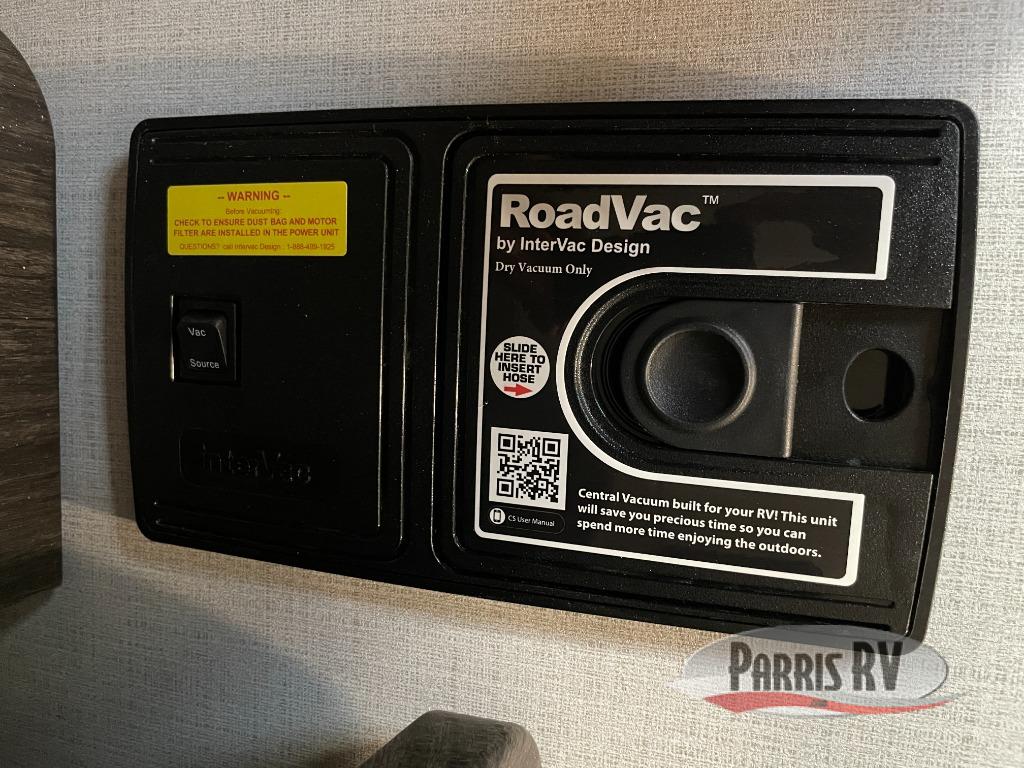 -- WARNING --
Before Vacuuming:
CHECK TO ENSURE DUST BAG AND MOTOR
FILTER ARE INSTALLED IN THE POWER UNIT
QUESTIONS? call Intervac Design : 1-888-499-1925
Vac
Source
InterVac
RoadVac™
by InterVac Design
Dry Vacuum Only
SLIDE
HERE TO
INSERT
HOSE
CS User Manual
Central Vacuum built for your RV! This unit
will save you precious time so you can
spend more time enjoying the outdoors.
PARRIS RV
.com